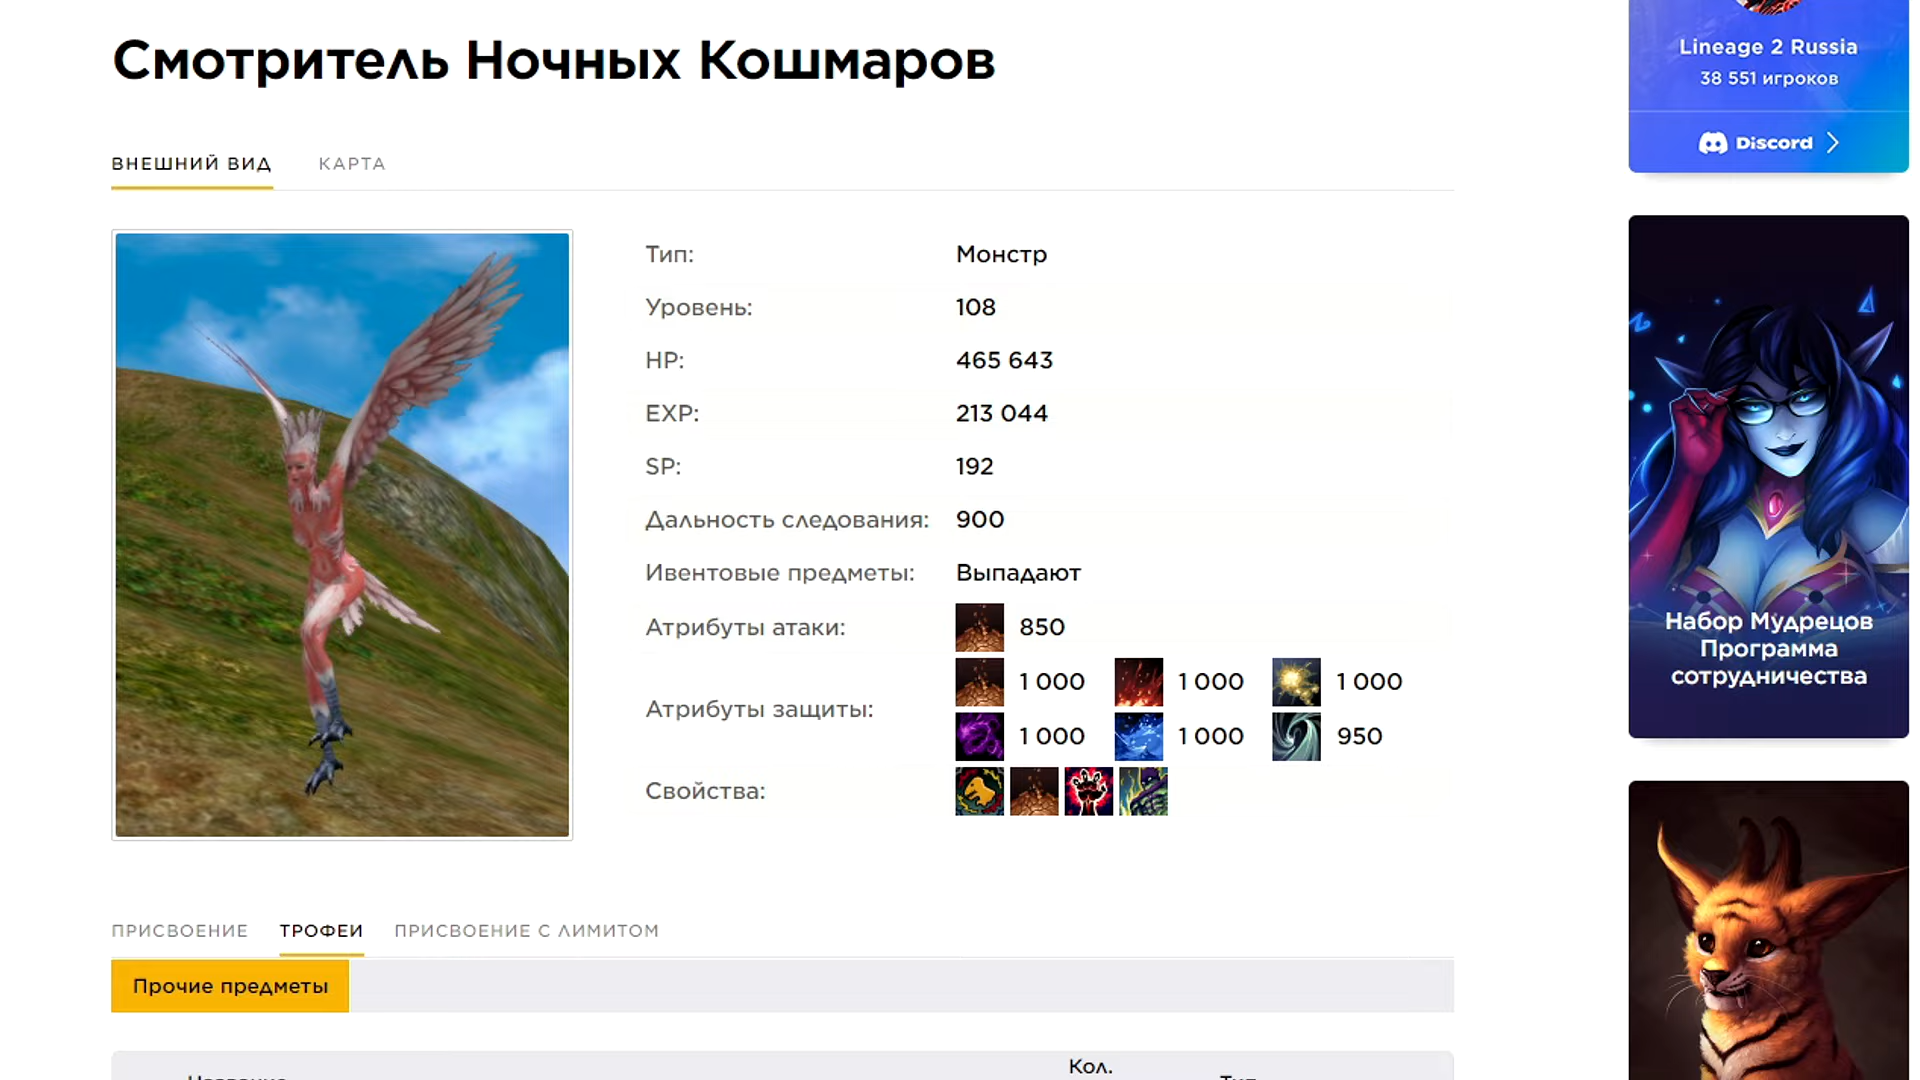 Смотритель Ночных Кошмаров
ВНЕШНИЙ ВИД
КАРТА
Тип: Монстр
Уровень: 108
HP: 465 643
EXP: 213 044
SP: 192
Дальность следования: 900
Ивентовые предметы: Выпадают
Атрибуты атаки: 850
Атрибуты защиты: 1 000 1 000 1 000
1 000 1 000 950
Свойства:
ПРИСВОЕНИЕ
ТРОФЕИ
ПРИСВОЕНИЕ С ЛИМИТОМ
Прочие предметы
Кол.
Lineage 2 Russia
38 551 игроков
Discord
Набор Мудрецов
Программа
сотрудничества